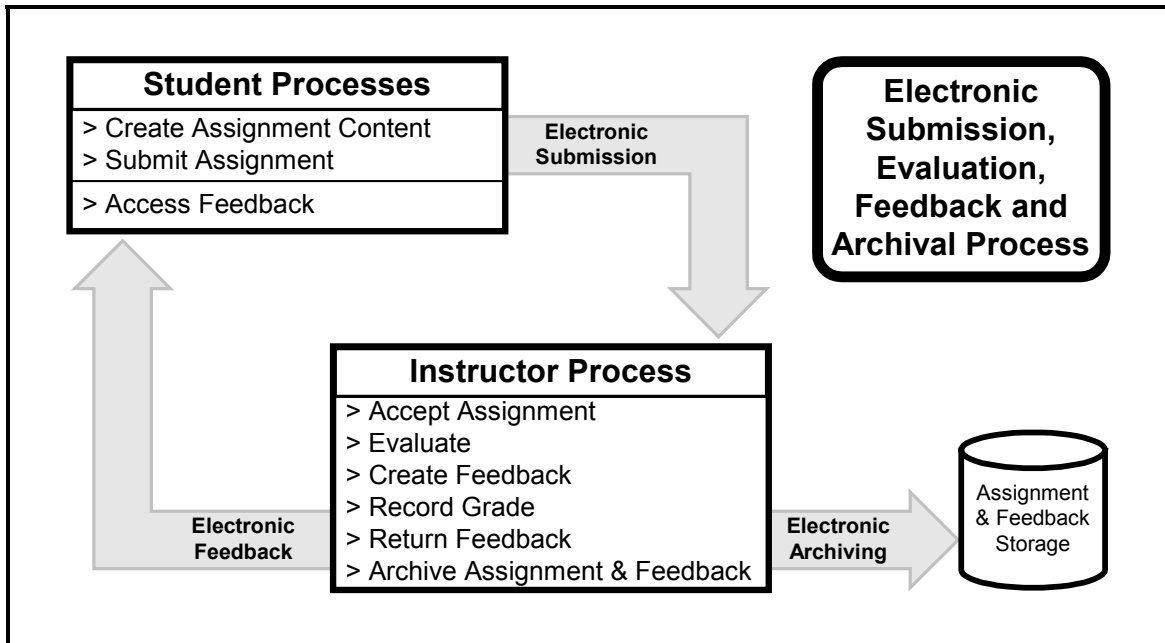 Student Processes
> Create Assignment Content
> Submit Assignment
> Access Feedback
Electronic
Submission
Electronic
Submission,
Evaluation,
Feedback and
Archival Process
Instructor Process
> Accept Assignment
> Evaluate
> Create Feedback
> Record Grade
> Return Feedback
> Archive Assignment & Feedback
Electronic
Feedback
Electronic
Archiving
Assignment
& Feedback
Storage